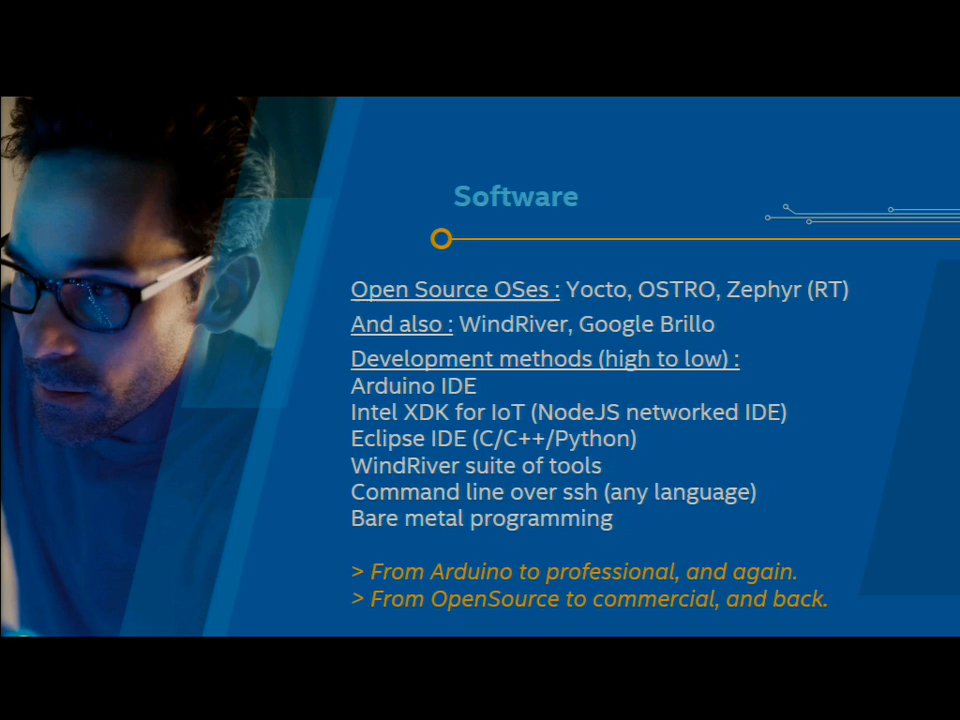 Software
Open Source OSes : Yocto, OSTRO, Zephyr (RT)
And also : WindRiver, Google Brillo
Development methods (high to low) :
Arduino IDE
Intel XDK for IoT (NodeJS networked IDE)
Eclipse IDE (C/C++/Python)
WindRiver suite of tools
Command line over ssh (any language)
Bare metal programming
> From Arduino to professional, and again.
> From OpenSource to commercial, and back.